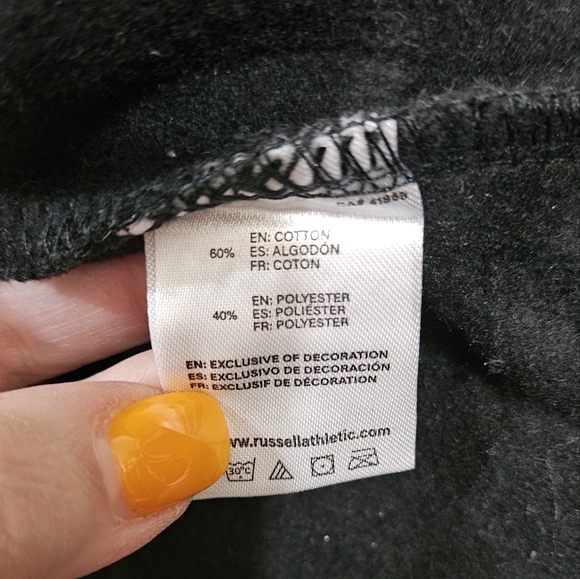 60%
EN: COTTON
ES: ALGODÓN
FR: COTON
40%
EN: POLYESTER
ES: POLIÉSTER
FR: POLYESTER
EN: EXCLUSIVE OF DECORATION
ES: EXCLUSIVO DE DECORACIÓN
FR: EXCLUSIF DE DÉCORATION
ww.russellathletic.com
30°C